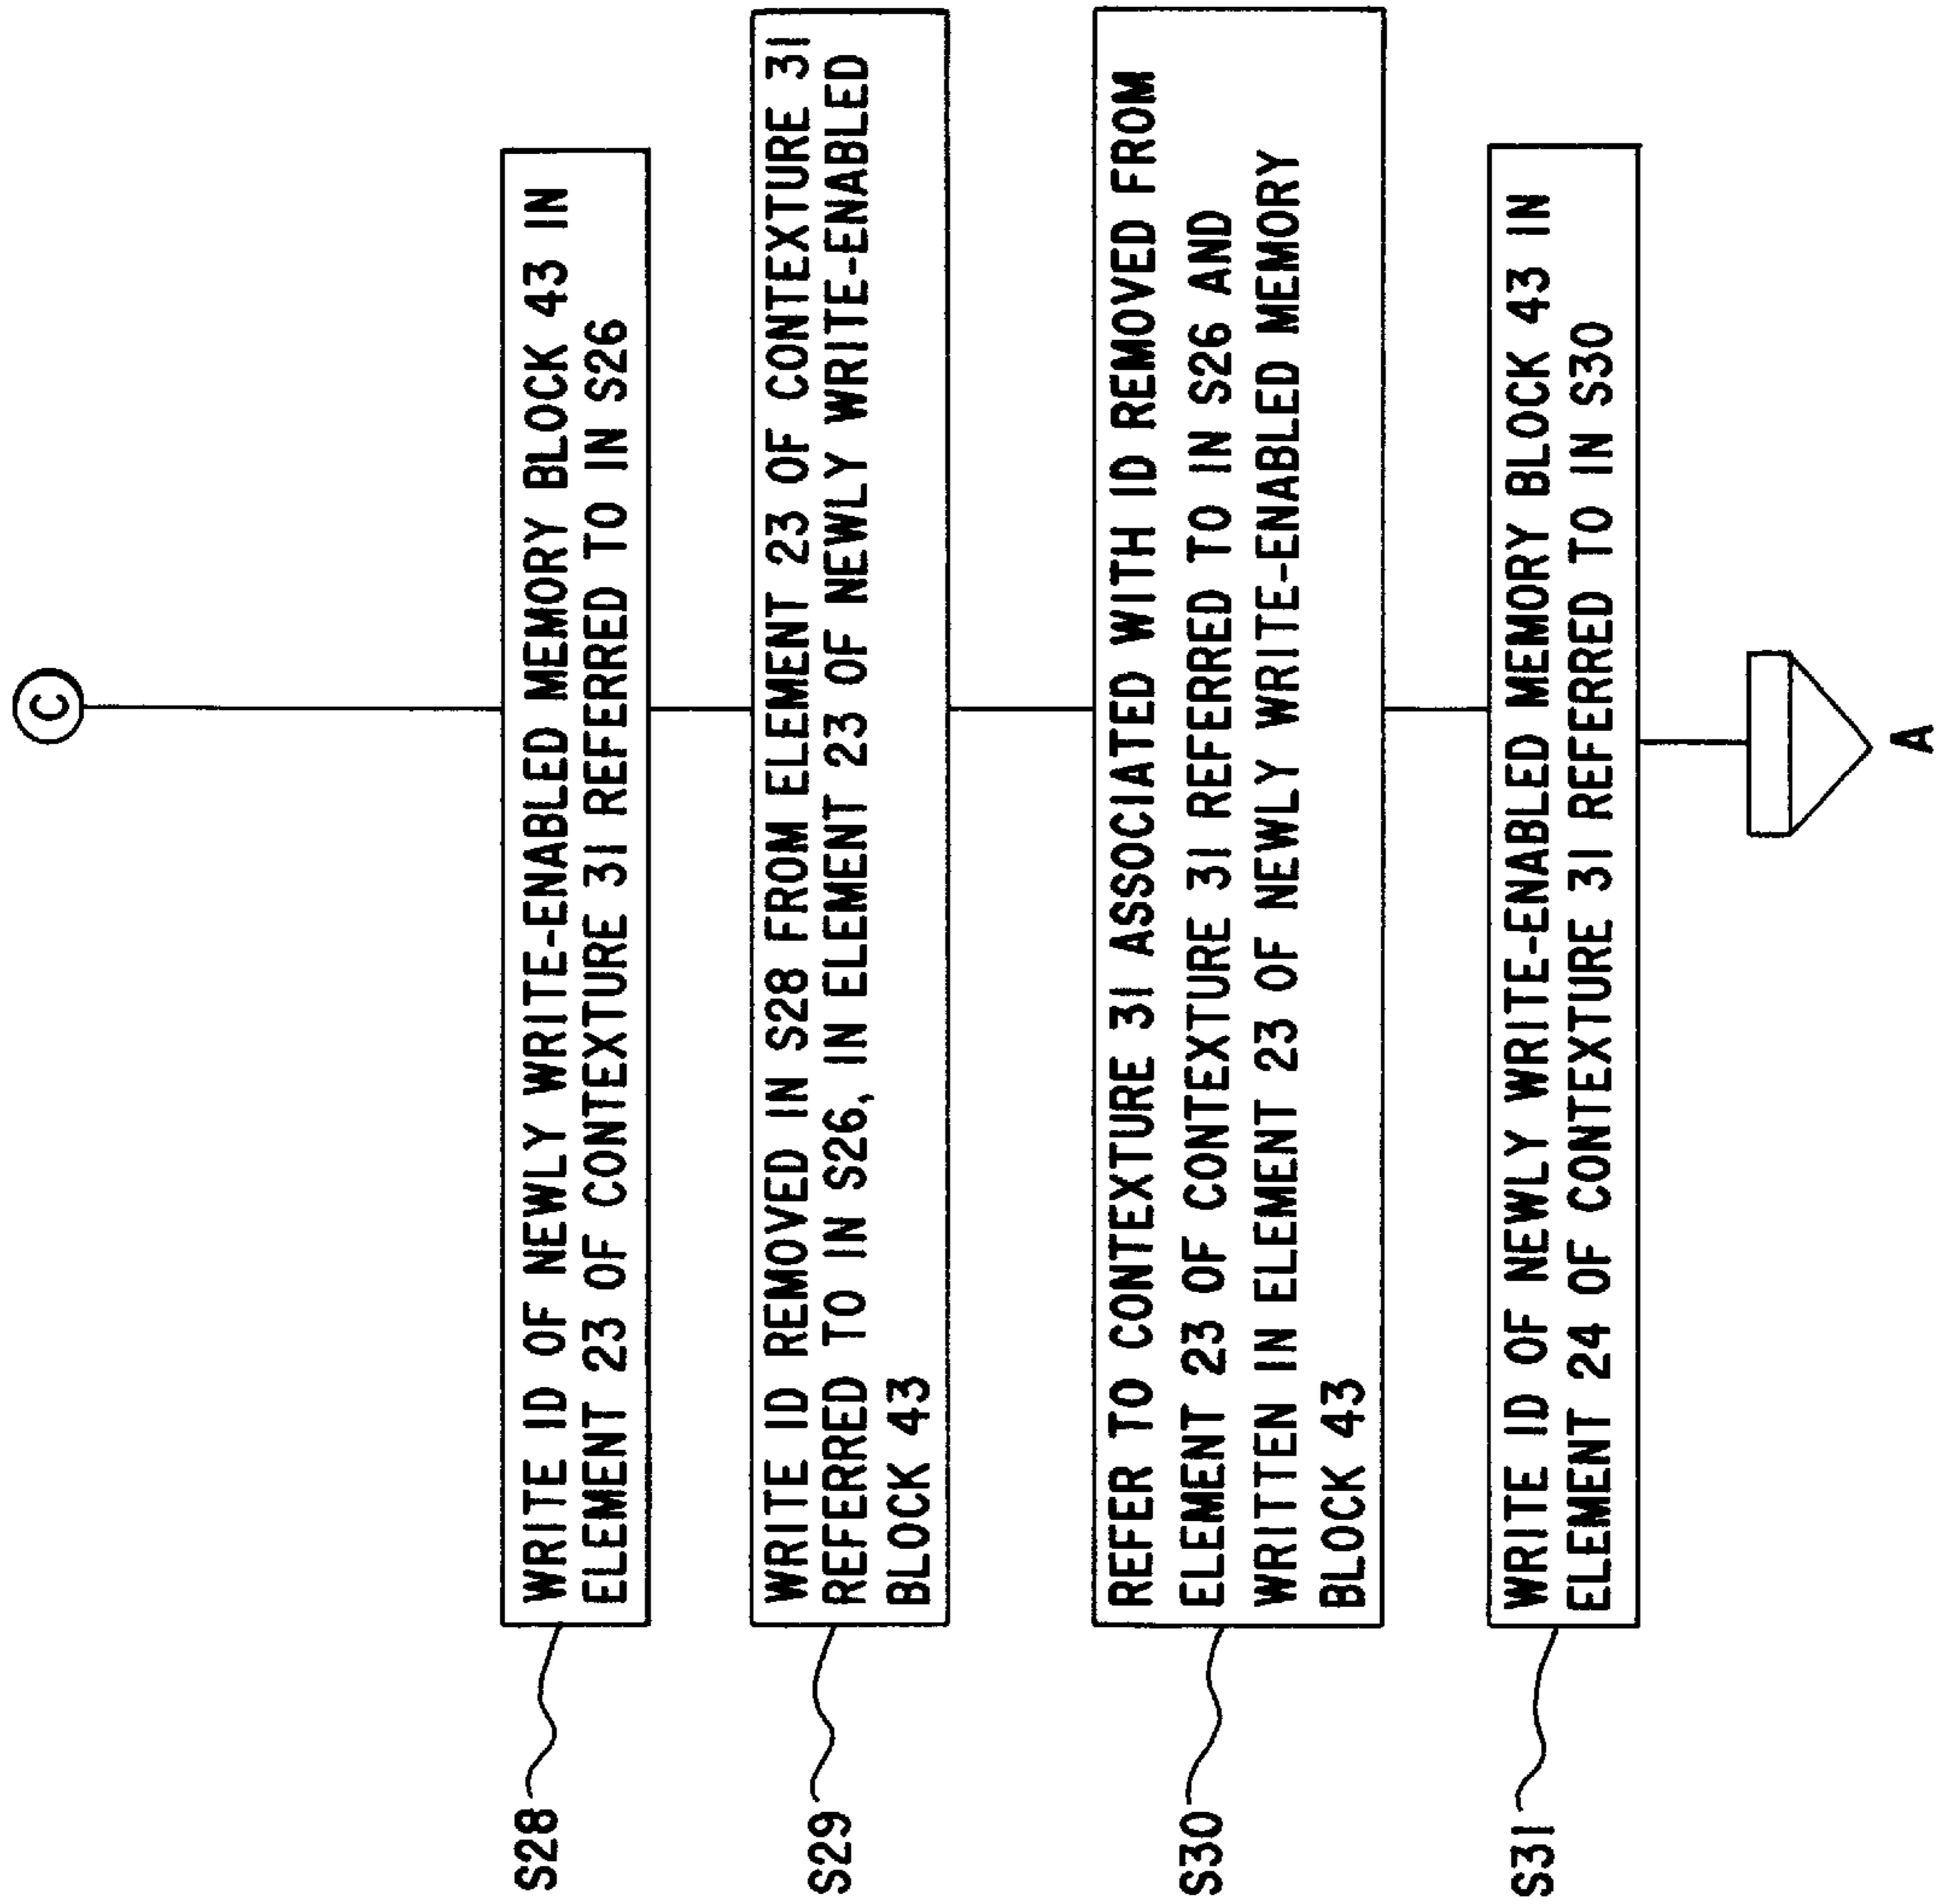 C
S28
WRITE ID OF NEWLY WRITE-ENABLED MEMORY BLOCK 43 IN
ELEMENT 23 OF CONTEXTURE 31 REFERRED TO IN S26
S29
WRITE ID REMOVED IN S28 FROM ELEMENT 23 OF CONTEXTURE 31
REFERRED TO IN S26, IN ELEMENT 23 OF NEWLY WRITE-ENABLED
BLOCK 43
S30
REFER TO CONTEXTURE 31 ASSOCIATED WITH ID REMOVED FROM
ELEMENT 23 OF CONTEXTURE 31 REFERRED TO IN S26 AND
WRITTEN IN ELEMENT 23 OF NEWLY WRITE-ENABLED MEMORY
BLOCK 43
S31
WRITE ID OF NEWLY WRITE-ENABLED MEMORY BLOCK 43 IN
ELEMENT 24 OF CONTEXTURE 31 REFERRED TO IN S30
A